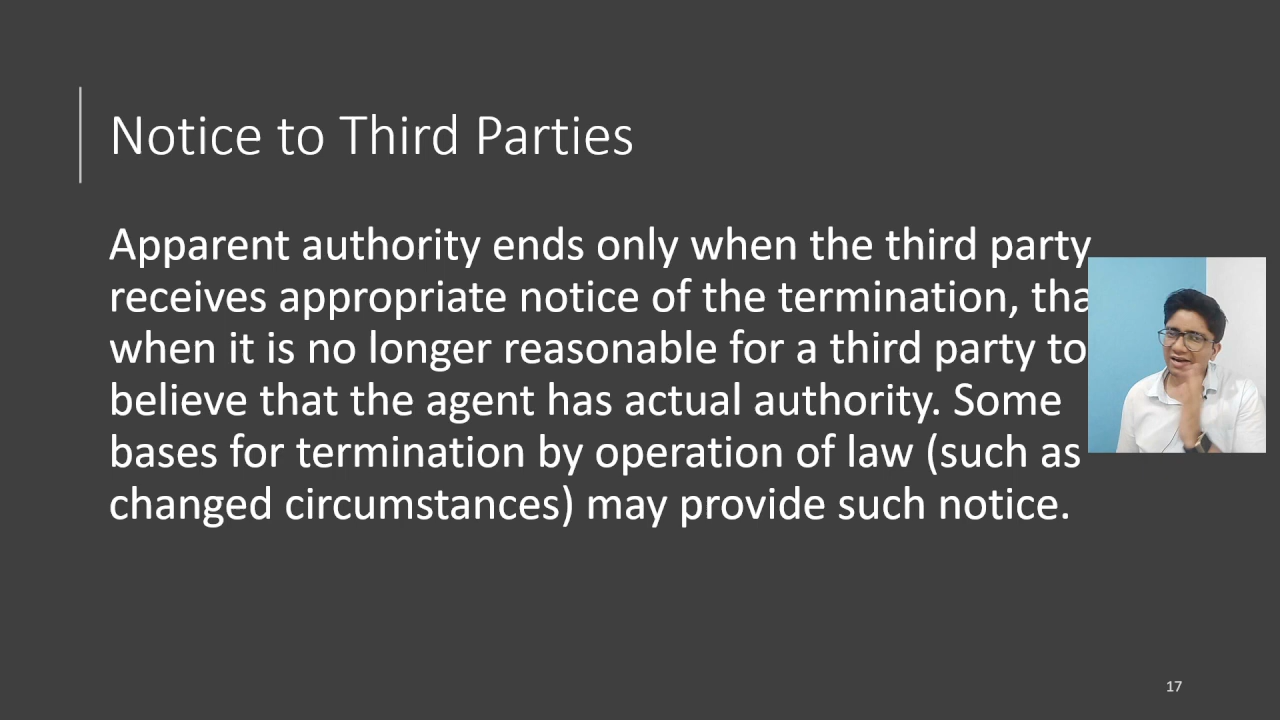 Notice to Third Parties
Apparent authority ends only when the third party
receives appropriate notice of the termination,
when it is no longer reasonable for a third party to
believe that the agent has actual authority. Some
bases for termination by operation of law (such as
changed circumstances) may provide such notice.
17